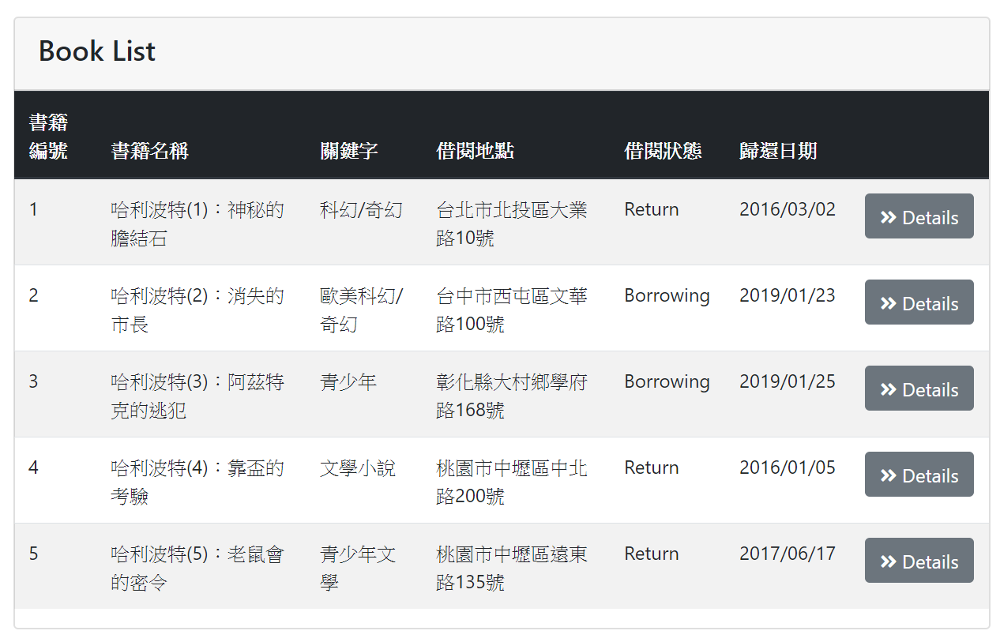 Book List
書籍
編號 書籍名稱 關鍵字 借閱地點 借閱狀態 歸還日期
1 哈利波特(1)：神秘的 科幻/奇幻 台北市北投區大業 Return 2016/03/02 Details
膽結石 路10號
2 哈利波特(2)：消失的 歐美科幻/ 台中市西屯區文華 Borrowing 2019/01/23 Details
市長 奇幻 路100號
3 哈利波特(3)：阿茲特 青少年 彰化縣大村鄉學府 Borrowing 2019/01/25 Details
克的逃犯 路168號
4 哈利波特(4)：靠盃的 文學小說 桃園市中壢區中北 Return 2016/01/05 Details
考驗 路200號
5 哈利波特(5)：老鼠會 青少年文 桃園市中壢區遠東 Return 2017/06/17 Details
的密令 學 路135號